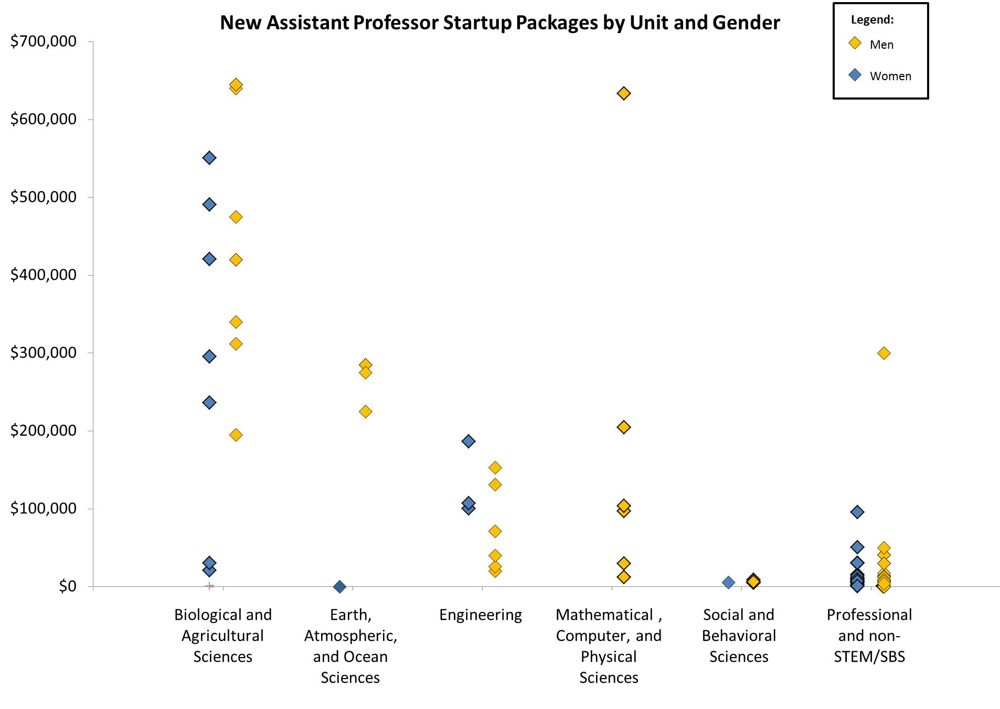 New Assistant Professor Startup Packages by Unit and Gender
Legend:
Men
Women
$700,000
$600,000
$500,000
$400,000
$300,000
$200,000
$100,000
$0
Biological and
Agricultural
Sciences
Earth,
Atmospheric,
and Ocean
Sciences
Engineering
Mathematical ,
Computer, and
Physical
Sciences
Social and
Behavioral
Sciences
Professional
and non-
STEM/SBS